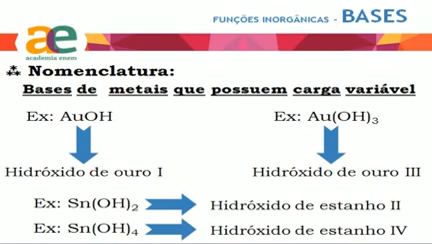 FUNÇÕES INORGÂNICAS - BASES
ae
academia enem
Nomenclatura:
Bases de metais que possuem carga variável
Ex: AuOH
Ex: Au(OH)₃
Hidróxido de ouro I
Hidróxido de ouro III
Ex: Sn(OH)₂
Hidróxido de estanho II
Ex: Sn(OH)₄
Hidróxido de estanho IV